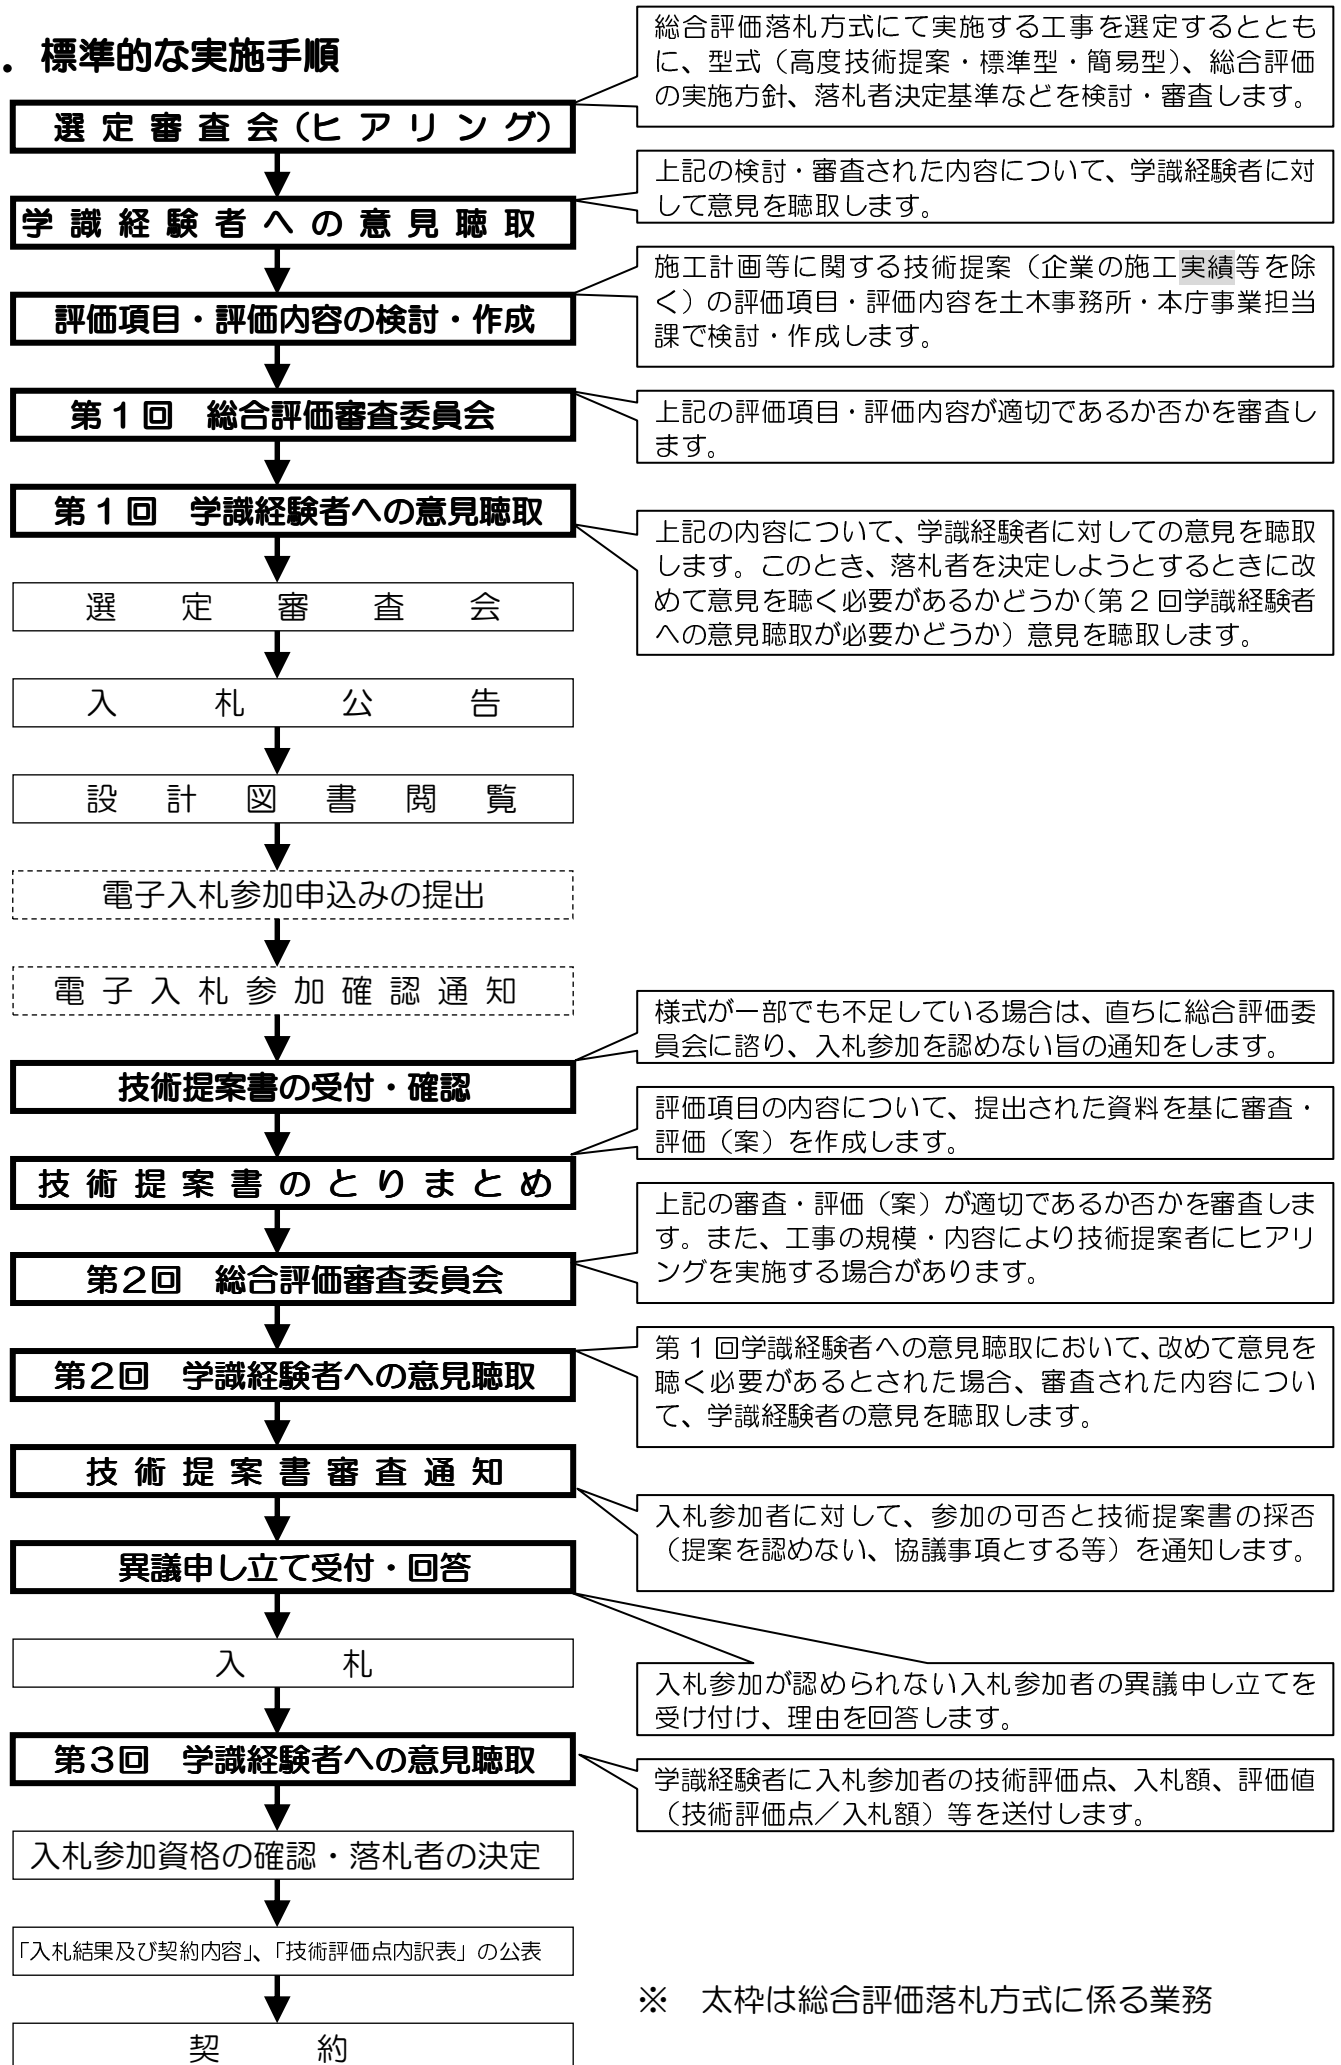 ．標準的な実施手順
総合評価落札方式にて実施する工事を選定するととも
に、型式（高度技術提案・標準型・簡易型）、総合評価
の実施方針、落札者決定基準などを検討・審査します。
選定審査会（ヒアリング）
上記の検討・審査された内容について、学識経験者に対
して意見を聴取します。
学識経験者への意見聴取
施工計画等に関する技術提案（企業の施工実績等を除
く）の評価項目・評価内容を土木事務所・本庁事業担当
課で検討・作成します。
評価項目・評価内容の検討・作成
上記の評価項目・評価内容が適切であるか否かを審査し
ます。
第１回　総合評価審査委員会
第１回　学識経験者への意見聴取
上記の内容について、学識経験者に対しての意見を聴取
します。このとき、落札者を決定しようとするときに改
めて意見を聴く必要があるかどうか（第２回学識経験者
への意見聴取が必要かどうか）意見を聴取します。
選定審査会
入札公告
設計図書閲覧
電子入札参加申込みの提出
電子入札参加確認通知
様式が一部でも不足している場合は、直ちに総合評価委
員会に諮り、入札参加を認めない旨の通知をします。
技術提案書の受付・確認
評価項目の内容について、提出された資料を基に審査・
評価（案）を作成します。
技術提案書のとりまとめ
上記の審査・評価（案）が適切であるか否かを審査しま
す。また、工事の規模・内容により技術提案者にヒアリ
ングを実施する場合があります。
第２回　総合評価審査委員会
第１回学識経験者への意見聴取において、改めて意見を
聴く必要があるとされた場合、審査された内容につい
て、学識経験者の意見を聴取します。
第２回　学識経験者への意見聴取
技術提案書審査通知
入札参加者に対して、参加の可否と技術提案書の採否
（提案を認めない、協議事項とする等）を通知します。
異議申し立て受付・回答
入札
入札参加が認められない入札参加者の異議申し立てを
受け付け、理由を回答します。
第３回　学識経験者への意見聴取
学識経験者に入札参加者の技術評価点、入札額、評価値
（技術評価点／入札額）等を送付します。
入札参加資格の確認・落札者の決定
「入札結果及び契約内容」、「技術評価点内訳表」の公表
※　太枠は総合評価落札方式に係る業務
契約